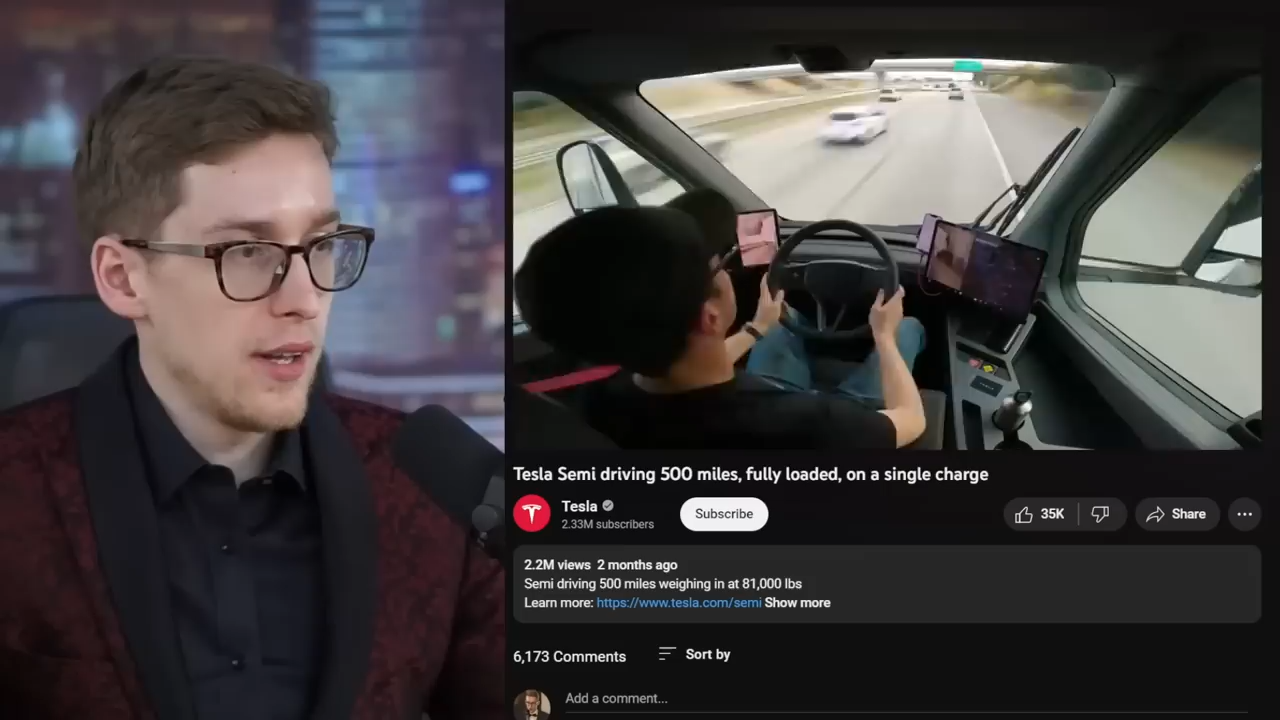 Tesla Semi driving 500 miles, fully loaded, on a single charge
Tesla
2.33M subscribers
Subscribe
35K
Share
2.2M views 2 months ago
Semi driving 500 miles weighing in at 81,000 lbs
Learn more: https://www.tesla.com/semi Show more
6,173 Comments
Sort by
Add a comment...